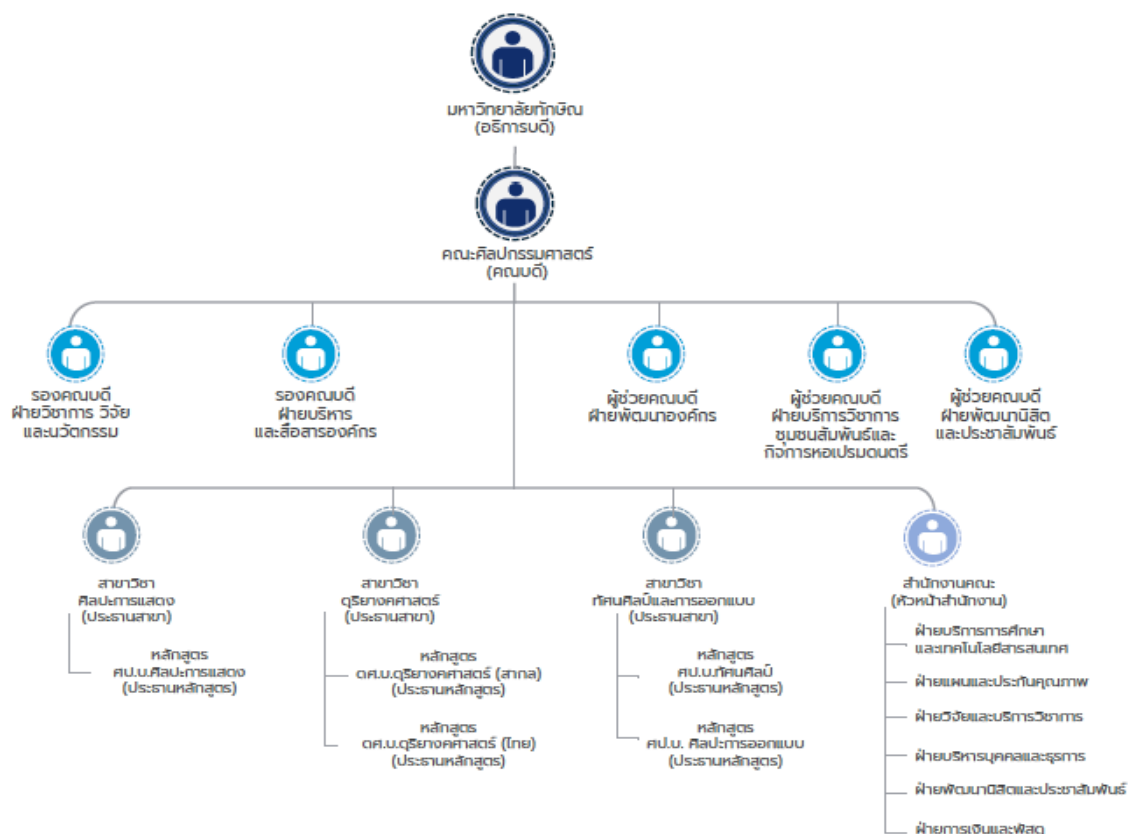 มหาวิทยาลัยทักษิณ
(อธิการบดี)
คณะศิลปกรรมศาสตร์
(คณบดี)
รองคณบดี
ฝ่ายวิชาการ วิจัย
และนวัตกรรม
รองคณบดี
ฝ่ายบริหาร
และสื่อสารองค์กร
ผู้ช่วยคณบดี
ฝ่ายพัฒนาองค์กร
ผู้ช่วยคณบดี
ฝ่ายบริการวิชาการ
ชุมชนสัมพันธ์และ
กิจการหอเปรมดนตรี
ผู้ช่วยคณบดี
ฝ่ายพัฒนานิสิต
และประชาสัมพันธ์
สาขาวิชา
ศิลปะการแสดง
(ประธานสาขา)
หลักสูตร
ศป.บ.ศิลปะการแสดง
(ประธานหลักสูตร)
สาขาวิชา
ดุริยางคศาสตร์
(ประธานสาขา)
หลักสูตร
ดศ.บ.ดุริยางคศาสตร์ (สากล)
(ประธานหลักสูตร)
หลักสูตร
ดศ.บ.ดุริยางคศาสตร์ (ไทย)
(ประธานหลักสูตร)
สาขาวิชา
ทัศนศิลป์และการออกแบบ
(ประธานสาขา)
หลักสูตร
ศป.บ.ทัศนศิลป์
(ประธานหลักสูตร)
หลักสูตร
ศป.บ. ศิลปะการออกแบบ
(ประธานหลักสูตร)
สำนักงานคณะ
(หัวหน้าสำนักงาน)
ฝ่ายบริการการศึกษา
และเทคโนโลยีสารสนเทศ
ฝ่ายแผนและประกันคุณภาพ
ฝ่ายวิจัยและบริการวิชาการ
ฝ่ายบริหารบุคคลและธุรการ
ฝ่ายพัฒนานิสิตและประชาสัมพันธ์
ฝ่ายการเงินและพัสดุ